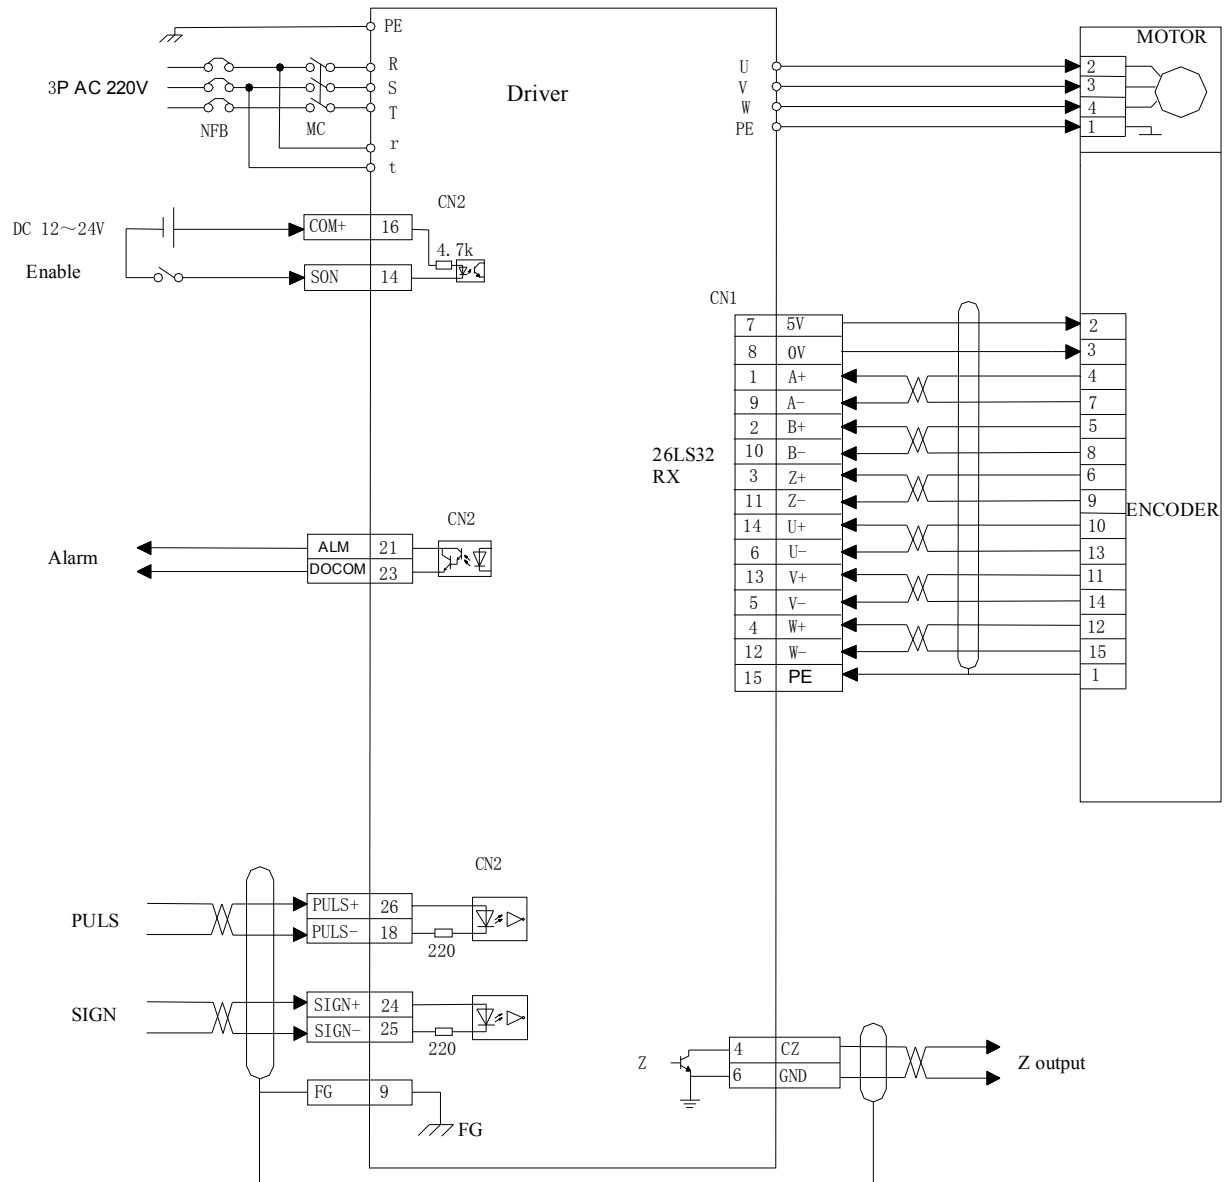 PE
R
3P AC 220V
S
T
NFB
MC
r
t
Driver
U
V
W
PE
MOTOR
2
3
4
1
CN2
DC 12～24V
COM+ 16
4.7k
Enable
SON 14
CN1
7 5V 2
8 0V 3
1 A+ 4
9 A- 7
2 B+ 5
10 B- 8
3 Z+ 6
11 Z- 9
14 U+ 10
6 U- 13
13 V+ 11
5 V- 14
4 W+ 12
12 W- 15
15 PE 1
26LS32
RX
ENCODER
CN2
Alarm
ALM 21
DOCOM 23
CN2
PULS
PULS+ 26
PULS- 18
220
SIGN
SIGN+ 24
SIGN- 25
220
FG 9
FG
Z
4 CZ
6 GND
Z output